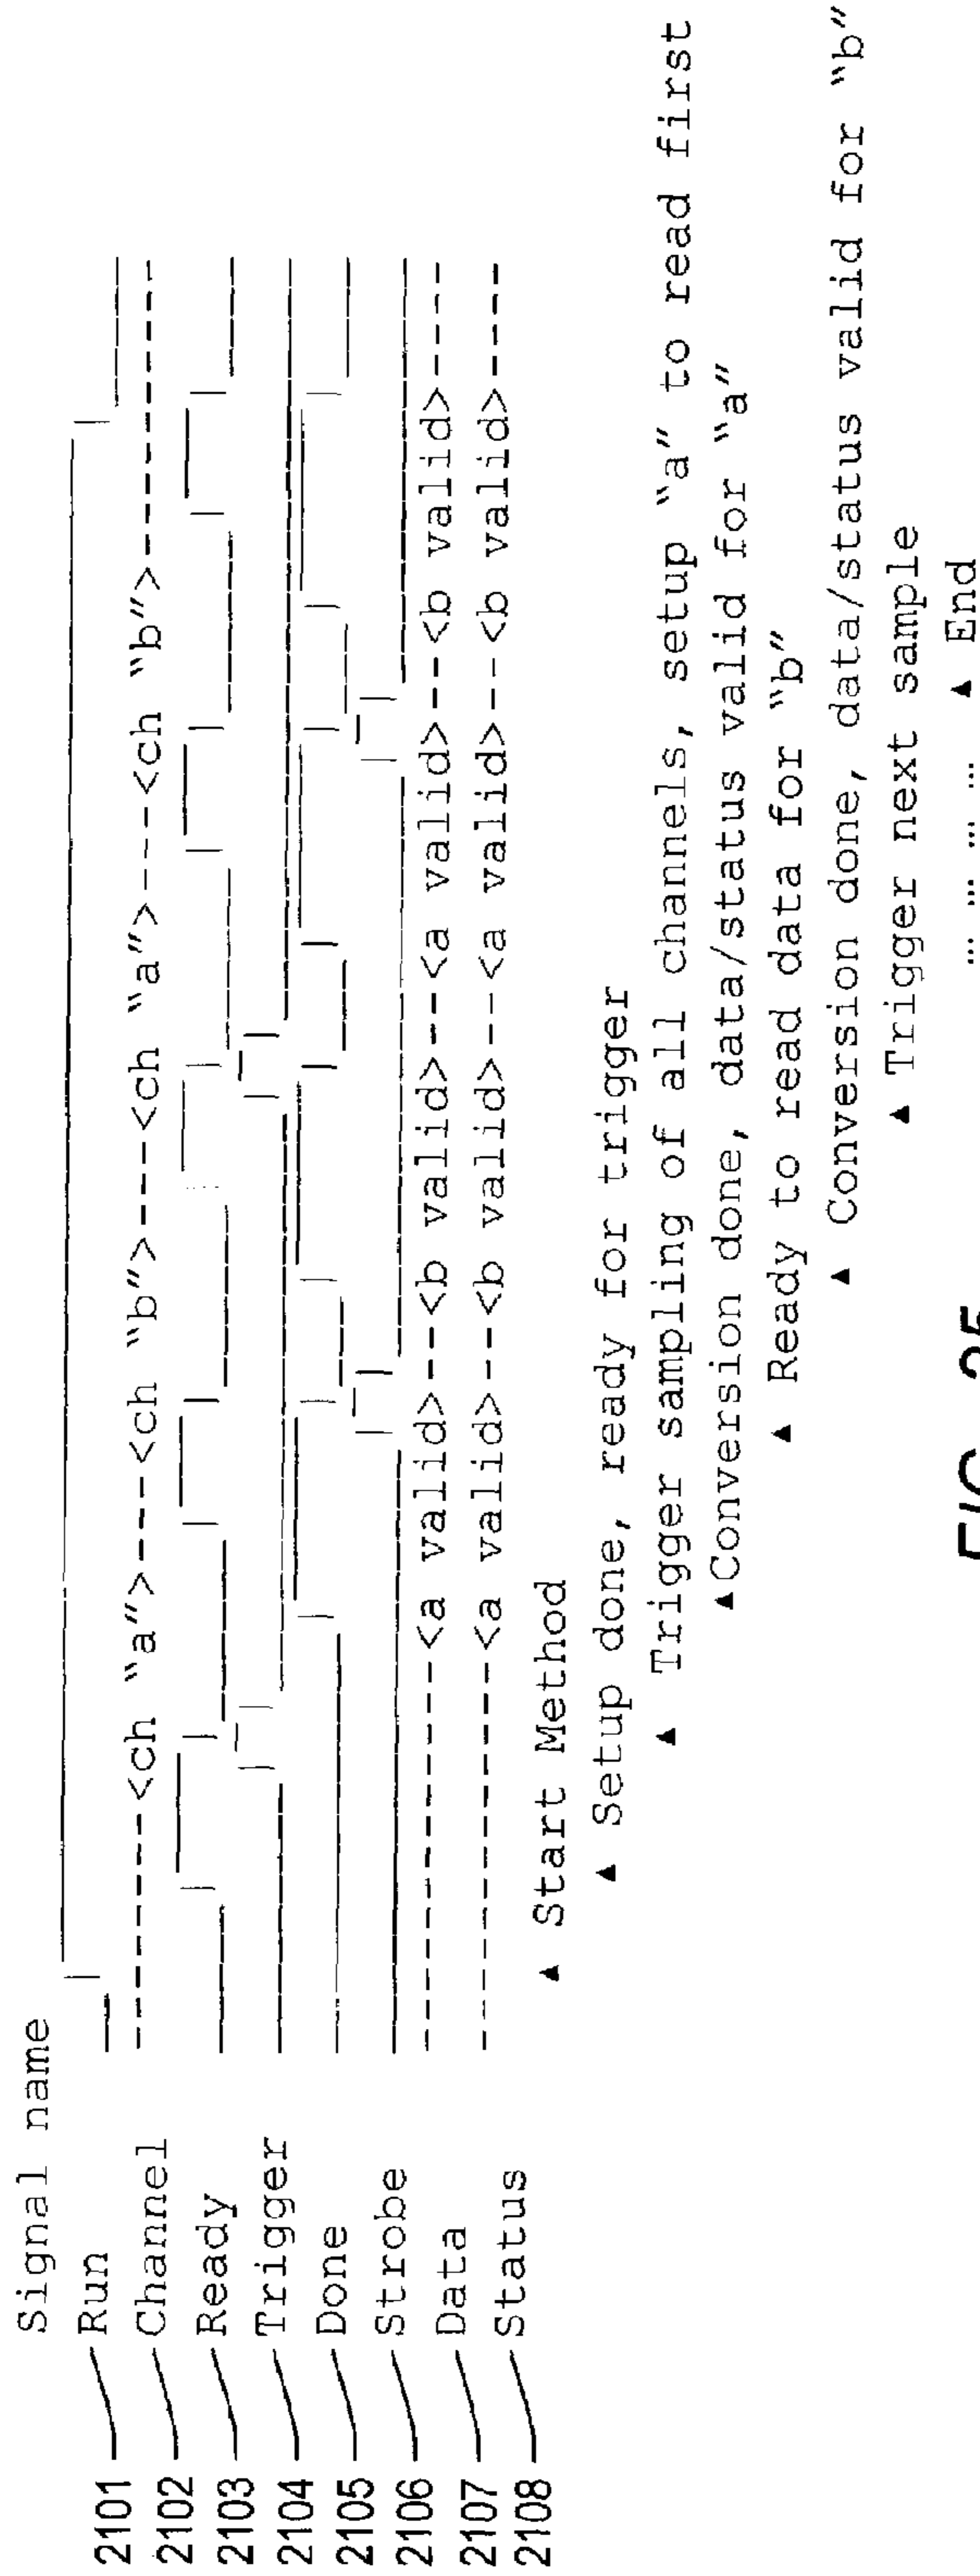 Signal name
2101 Run
2102 Channel ---------<ch "a">---<ch "b">---<ch "a">---<ch "b">----------
2103 Ready
2104 Trigger
2105 Done
2106 Strobe
2107 Data ------------<a valid>--<b valid>--<a valid>--<b valid>----
2108 Status ------------<a valid>--<b valid>--<a valid>--<b valid>----
▲ Start Method
▲ Setup done, ready for trigger
▲ Trigger sampling of all channels, setup "a" to read first
▲Conversion done, data/status valid for "a"
▲ Ready to read data for "b"
▲ Conversion done, data/status valid for "b"
▲ Trigger next sample
... ... ... ... ▲ End